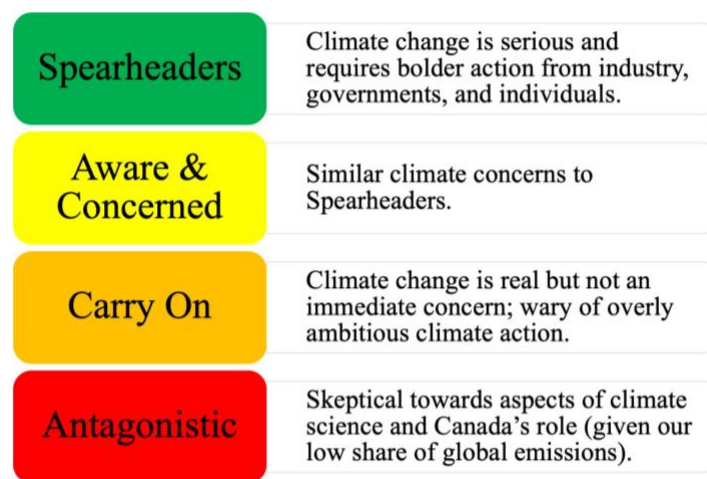 Spearheaders
Climate change is serious and
requires bolder action from industry,
governments, and individuals.
Aware &
Concerned
Similar climate concerns to
Spearheaders.
Carry On
Climate change is real but not an
immediate concern; wary of overly
ambitious climate action.
Antagonistic
Skeptical towards aspects of climate
science and Canada’s role (given our
low share of global emissions).